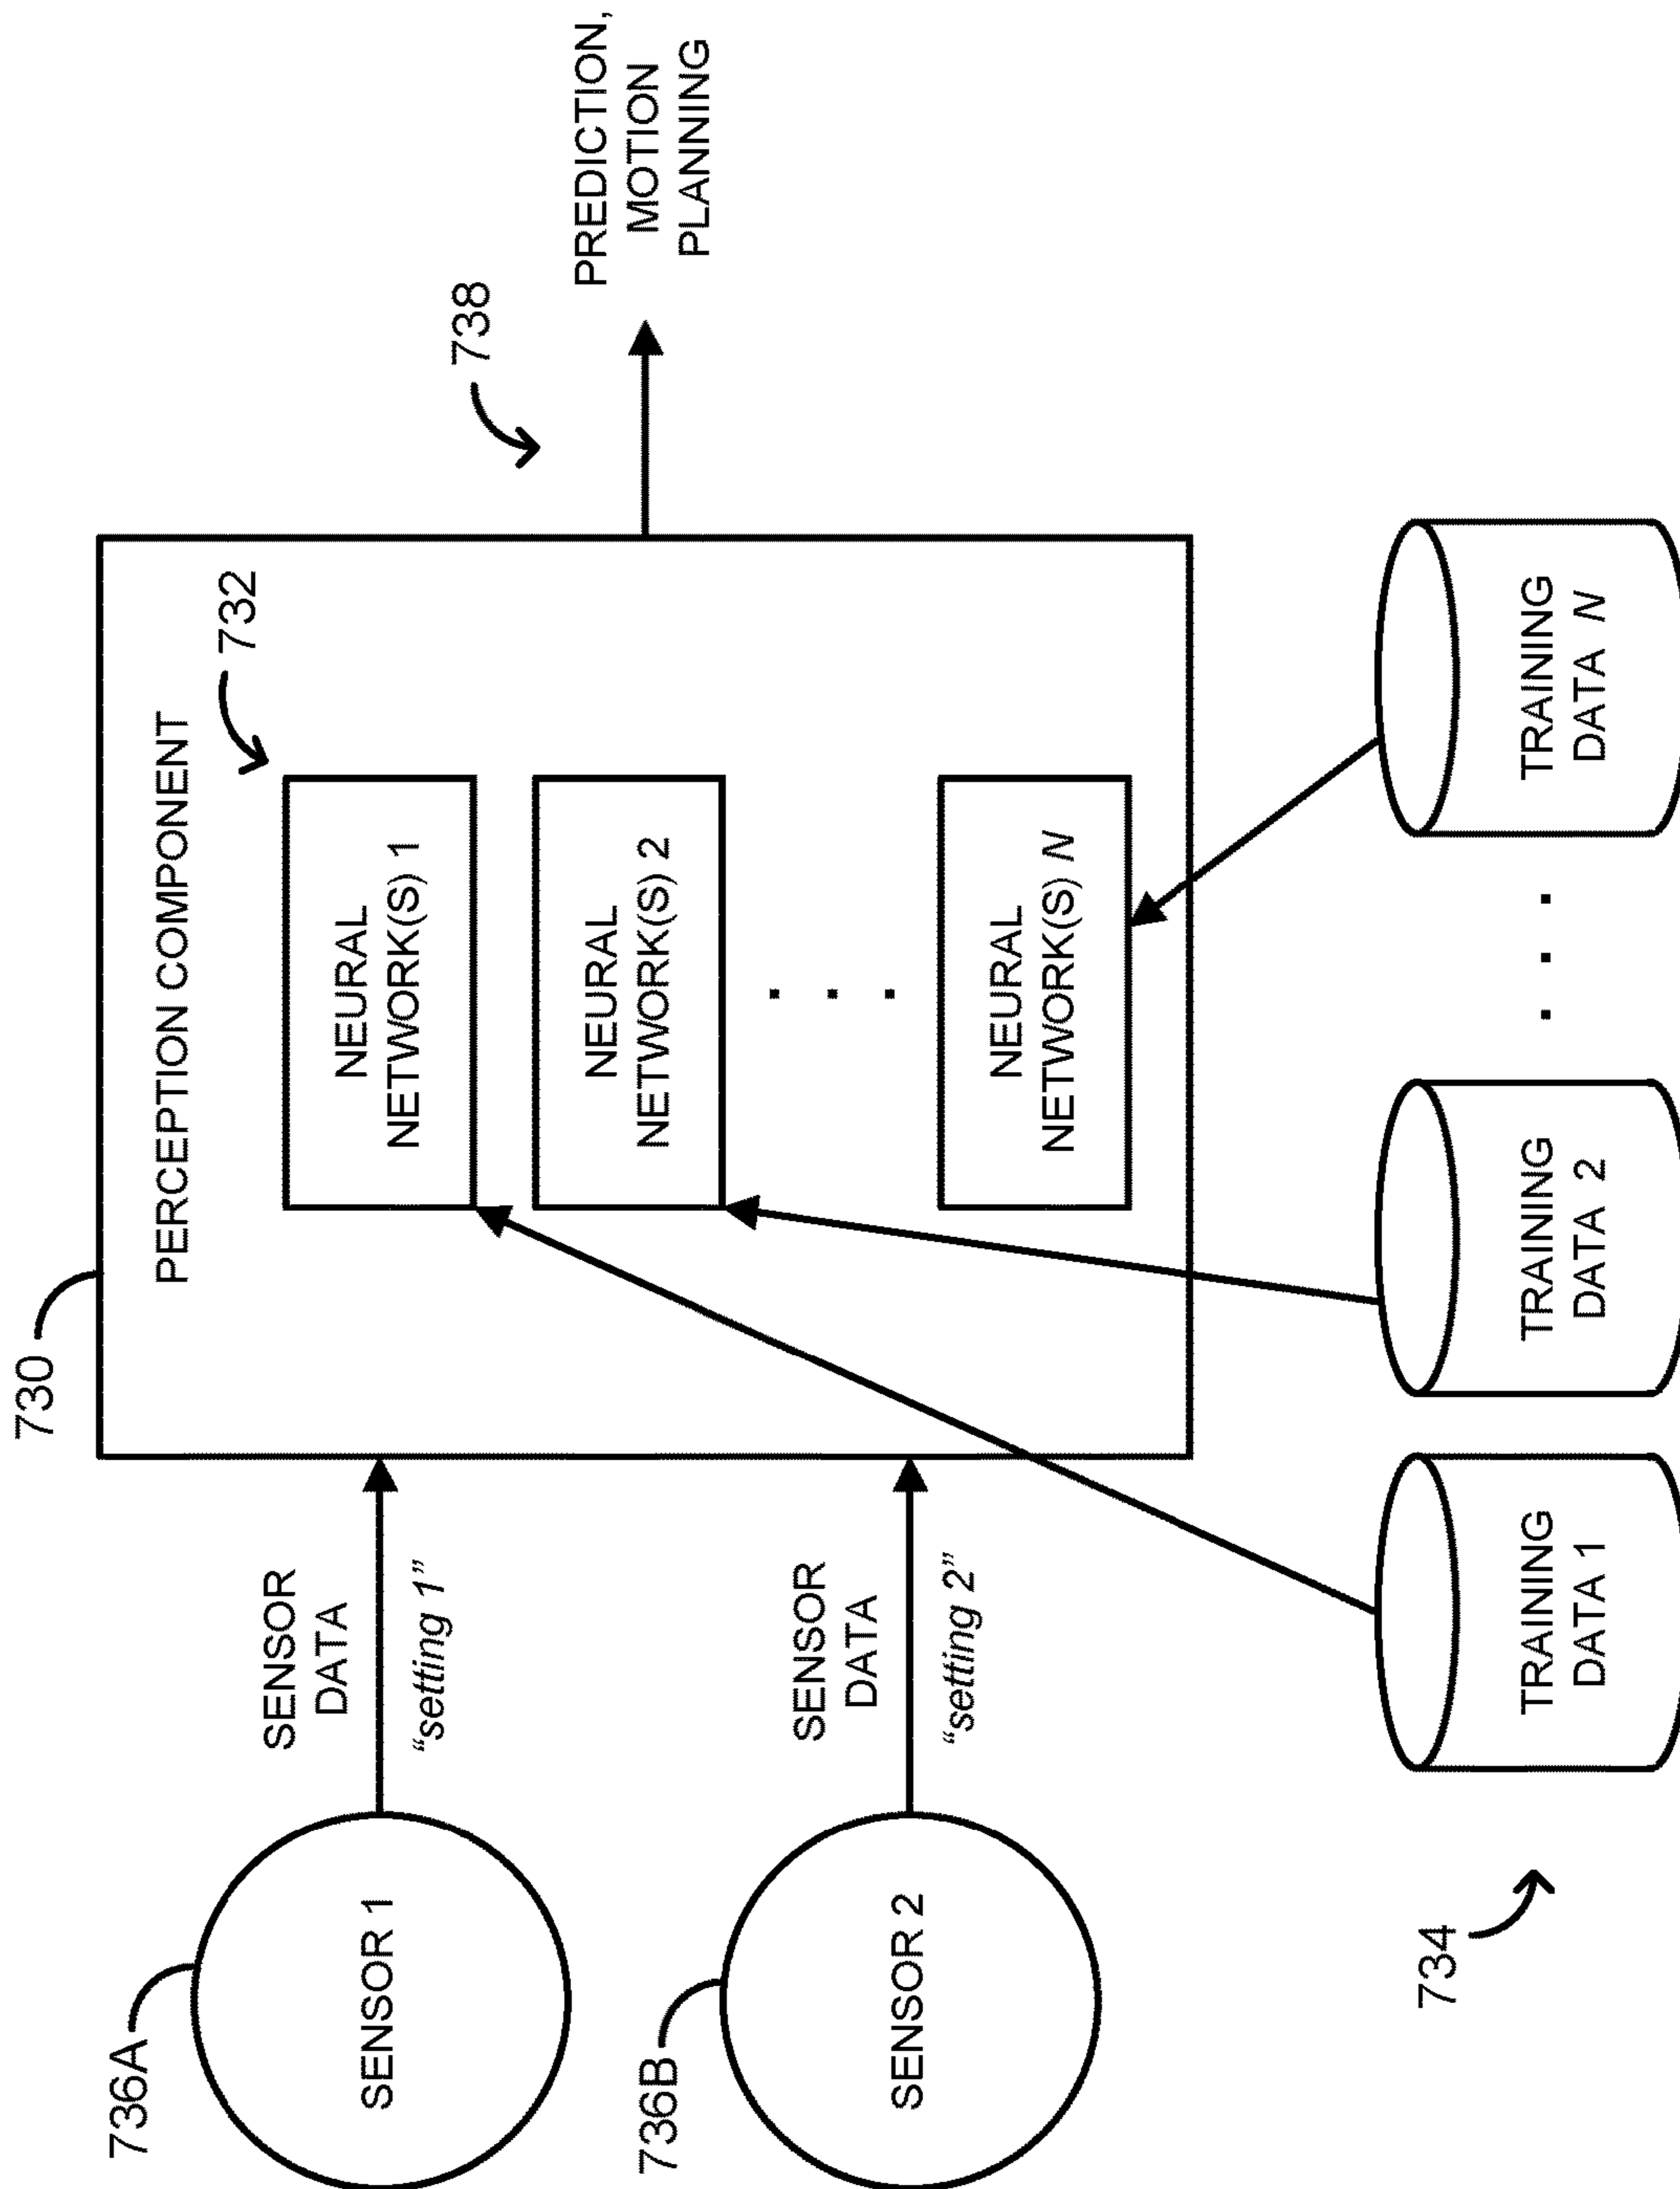 730
PERCEPTION COMPONENT
732
NEURAL
NETWORK(S) 1
NEURAL
NETWORK(S) 2
. . .
NEURAL
NETWORK(S) N
736A
SENSOR 1
SENSOR
DATA
“setting 1”
736B
SENSOR 2
SENSOR
DATA
“setting 2”
738
PREDICTION,
MOTION
PLANNING
734
TRAINING
DATA 1
TRAINING
DATA 2
. . .
TRAINING
DATA N